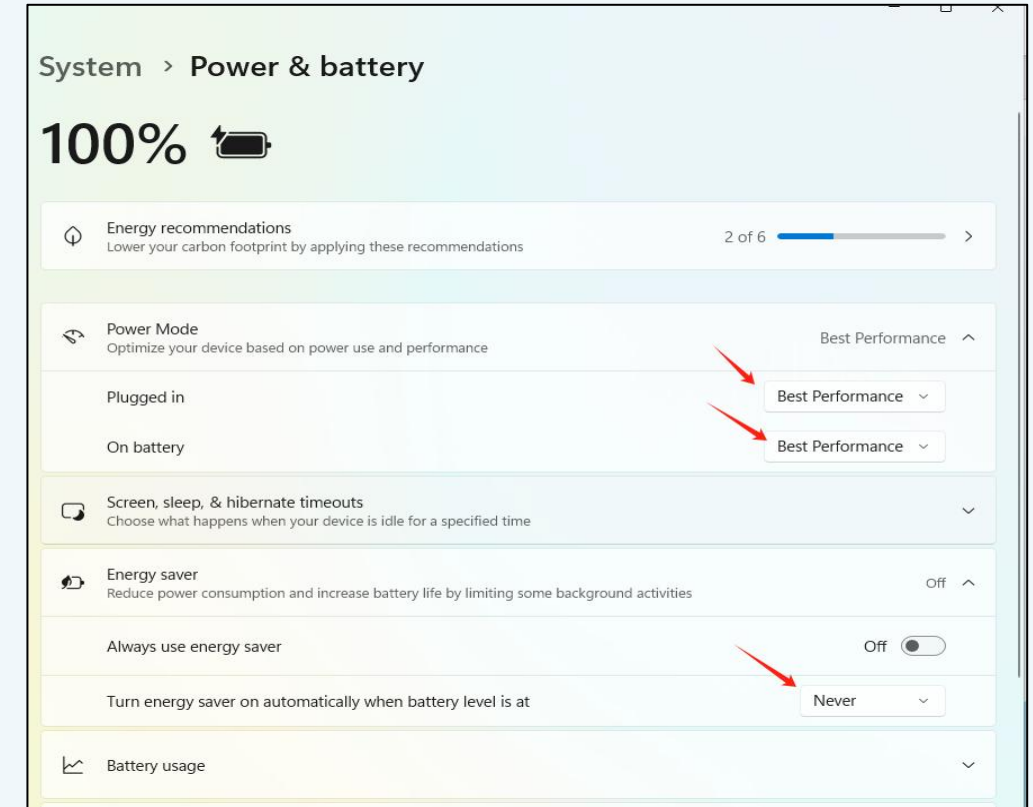 System > Power & battery
100%
Energy recommendations
Lower your carbon footprint by applying these recommendations
2 of 6
Power Mode
Optimize your device based on power use and performance
Best Performance
Plugged in
Best Performance
On battery
Best Performance
Screen, sleep, & hibernate timeouts
Choose what happens when your device is idle for a specified time
Energy saver
Reduce power consumption and increase battery life by limiting some background activities
Off
Always use energy saver
Off
Turn energy saver on automatically when battery level is at
Never
Battery usage